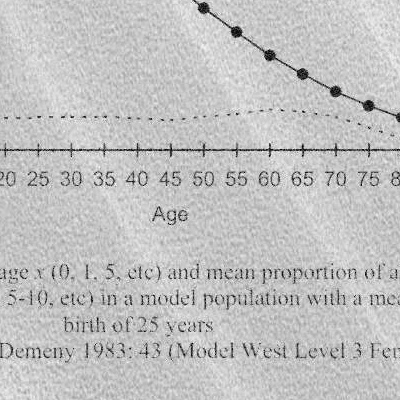 20 25 30 35 40 45 50 55 60 65 70 75 8
Age
age x (0, 1, 5, etc) and mean proportion of a
5-10, etc) in a model population with a mea
birth of 25 years
Demeny 1983: 43 (Model West Level 3 Fem